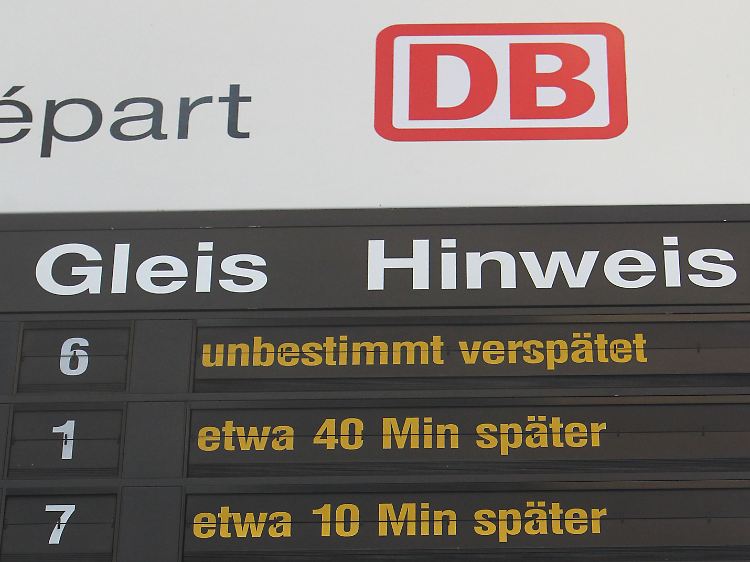 épart DB
Gleis Hinweis
6 unbestimmt verspätet
1 etwa 40 Min später
7 etwa 10 Min später